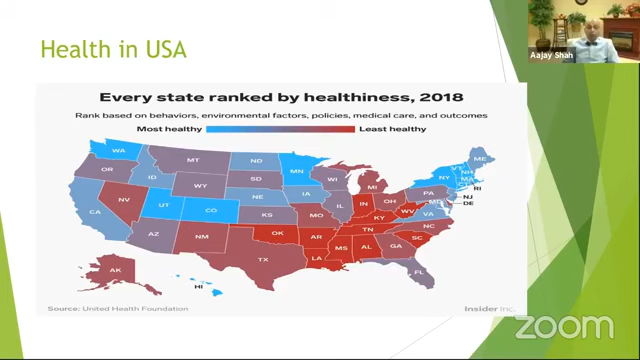 Health in USA
Aajay Shah
Every state ranked by healthiness, 2018
Rank based on behaviors, environmental factors, policies, medical care, and outcomes
Most healthy Least healthy
WA
MT
ND
MN
ME
VT
NH
OR
ID
SD
WI
MI
NY
MA
WY
RI
NE
IA
PA
NJ
NV
UT
CO
IL
IN
OH
MD
DE
CA
KS
MO
KY
WV
VA
AZ
NM
OK
AR
TN
NC
SC
MS
AL
GA
AK
TX
LA
FL
HI
Source: United Health Foundation
Insider Inc.
zoom